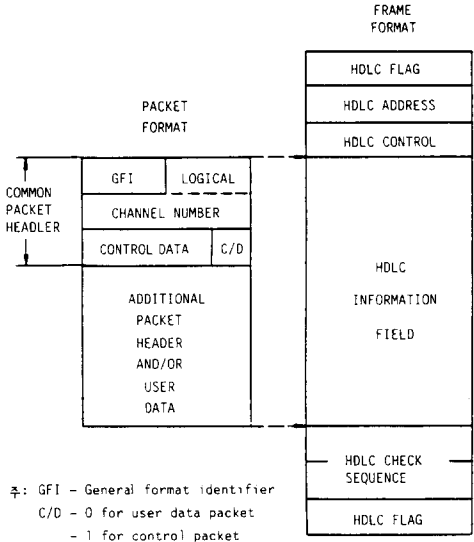 FRAME
FORMAT
HDLC FLAG
HDLC ADDRESS
HDLC CONTROL
PACKET
FORMAT
GFI
LOGICAL
CHANNEL NUMBER
CONTROL DATA
C/D
COMMON
PACKET
HEADLER
ADDITIONAL
PACKET
HEADER
AND/OR
USER
DATA
HDLC
INFORMATION
FIELD
HDLC CHECK
SEQUENCE
HDLC FLAG
주: GFI - General format identifier
C/D - 0 for user data packet
- 1 for control packet